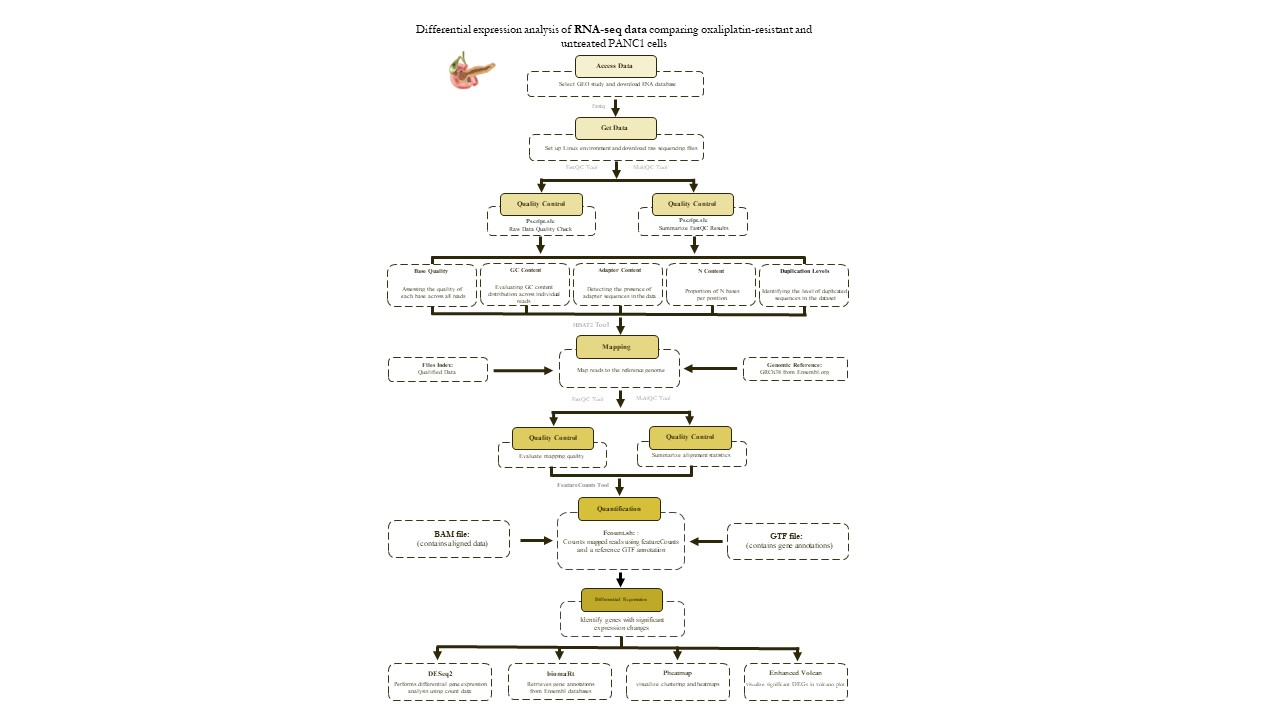 Differential expression analysis of RNA-seq data comparing oxaliplatin-resistant and
untreated PANC1 cells
Access Data
Select GEO study and download ENA database
Fastq
Get Data
Set up Linux environment and download raw sequencing files
FastQC Tool
MultiQC Tool
Quality Control
Quality Control
Raw Data Quality Check
Summarize FastQC Results
Base Quality
GC Content
Adapter Content
N Content
Duplication Levels
Assessing the quality of
each base across all reads
Evaluating GC content
distribution across individual
reads
Detecting the presence of
adapter sequences in the data
Proportion of N bases
per position
Identifying the level of duplicated
sequences in the dataset
HISAT2 Tool
Mapping
Files Index:
Qualified Data
Map reads to the reference genome
Genomic Reference:
GRCh38 from Ensembl.org
FastQC Tool
MultiQC Tool
Quality Control
Quality Control
Evaluate mapping quality
Summarize alignment statistics
FeatureCounts Tool
Quantification
BAM file:
(contains aligned data)
Fcount.sh :
Counts mapped reads using featureCounts
and a reference GTF annotation
GTF file:
(contains gene annotations)
Differential Expression
Identify genes with significant
expression changes
DESeq2
Performs differential gene expression
analysis using count data
biomaRt
Retrieves gene annotations
from Ensembl databases
Pheatmap
visualize clustering and heatmaps
Enhanced Volcan
visualize significant DEGs in volcano plot